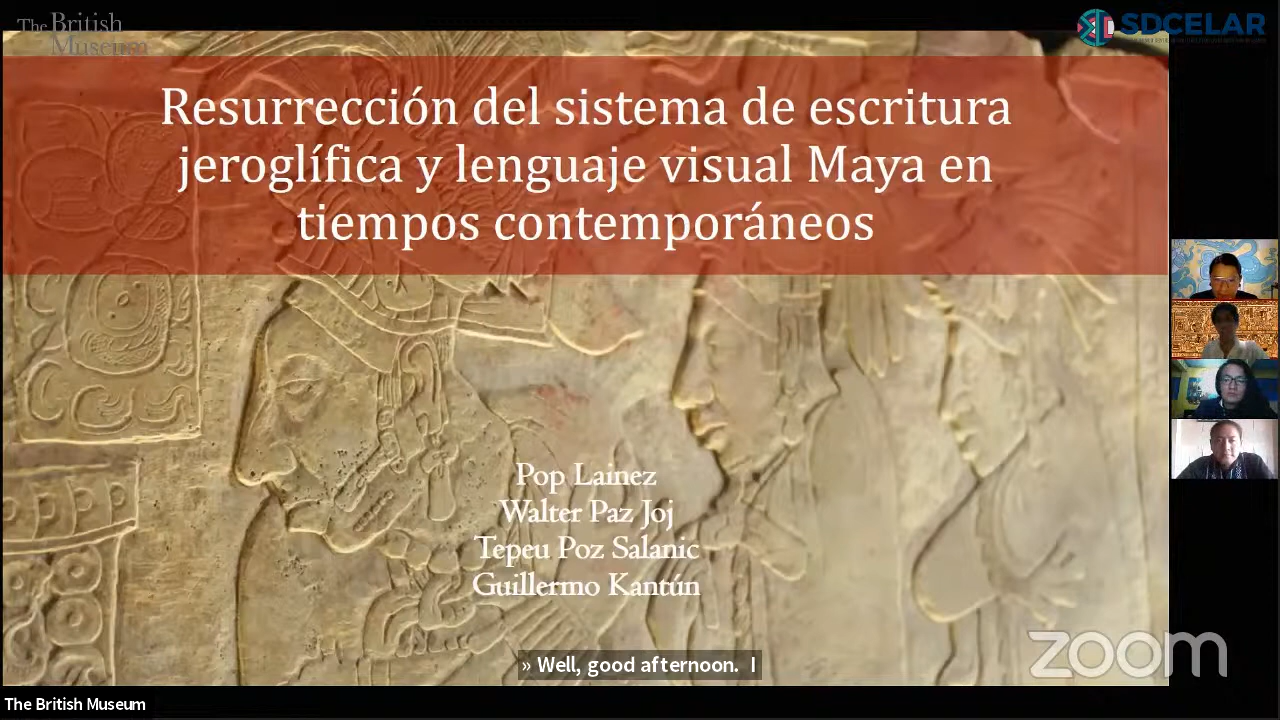 The British
Museum
SDCELAR
Resurrección del sistema de escritura
jeroglífica y lenguaje visual Maya en
tiempos contemporáneos
Pop Lainez
Walter Paz Joj
Tepeu Poz Salanic
Guillermo Kantún
» Well, good afternoon. I
zoom
The British Museum